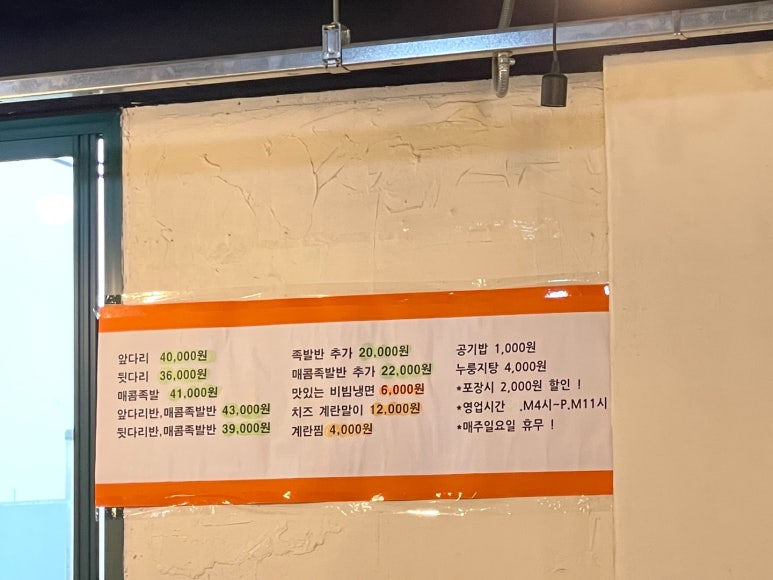 앞다리 40,000원
뒷다리 36,000원
매콤족발 41,000원
앞다리반,매콤족발반 43,000원
뒷다리반,매콤족발반 39,000원
족발반 추가 20,000원
매콤족발반 추가 22,000원
맛있는 비빔냉면 6,000원
치즈 계란말이 12,000원
계란찜 4,000원
공기밥 1,000원
누룽지탕 4,000원
*포장시 2,000원 할인 !
*영업시간 .M4시~P.M11시
*매주일요일 휴무 !